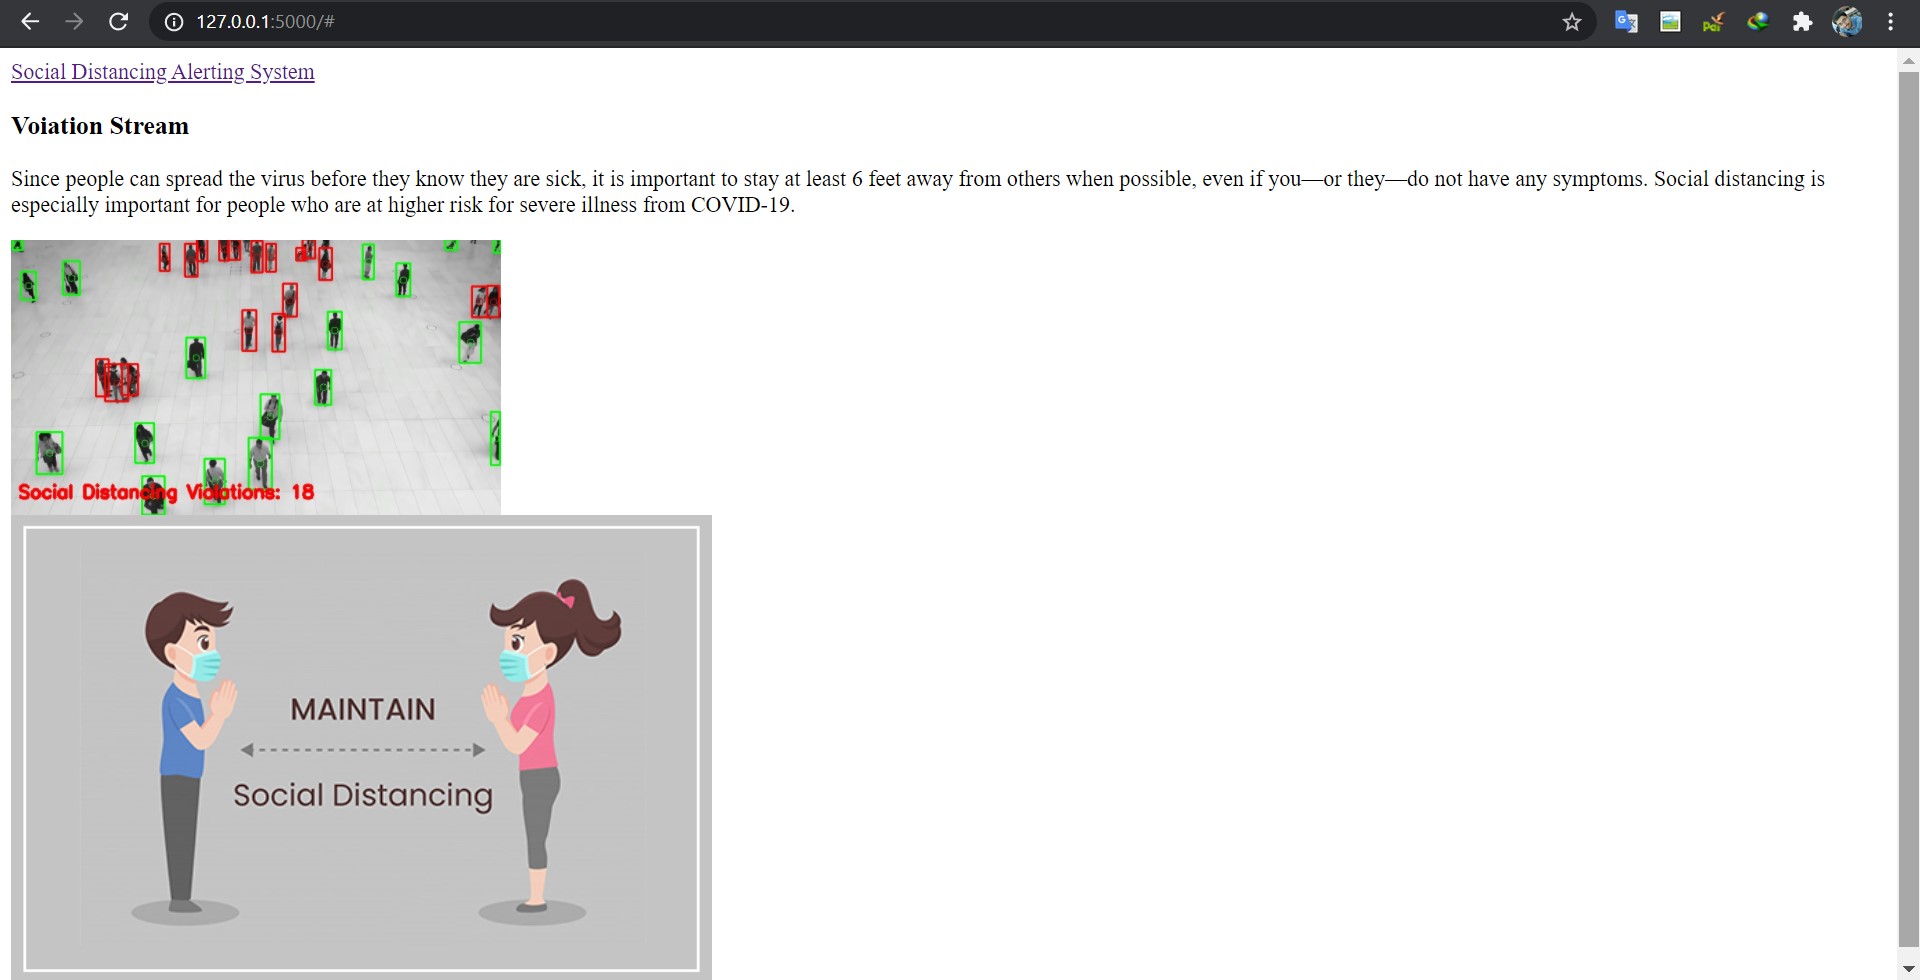 127.0.0.1:5000/#
Social Distancing Alerting System
Voiation Stream
Since people can spread the virus before they know they are sick, it is important to stay at least 6 feet away from others when possible, even if you—or they—do not have any symptoms. Social distancing is
especially important for people who are at higher risk for severe illness from COVID-19.
Social Distancing Violations: 18
MAINTAIN
Social Distancing